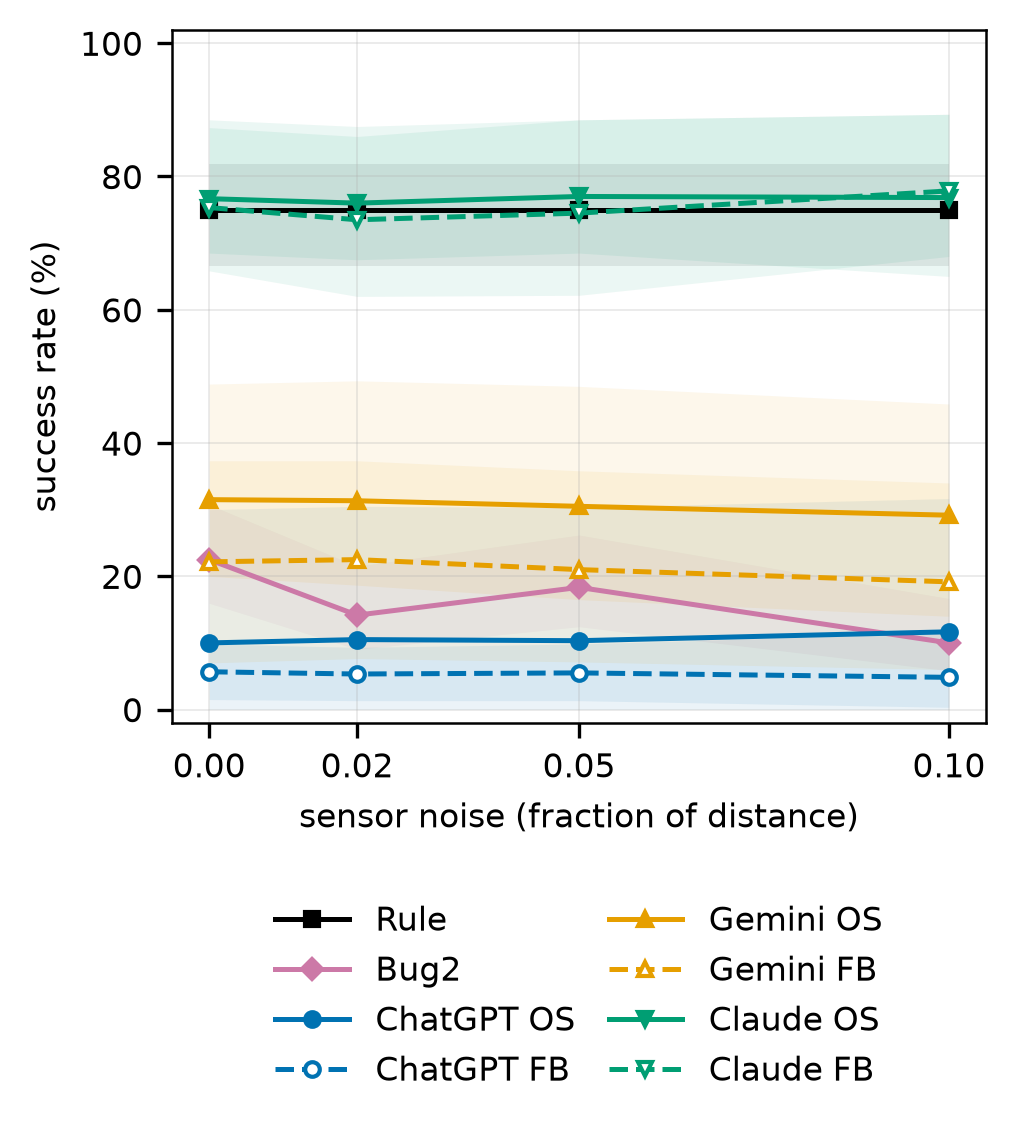 100
80
60
40
20
0
success rate (%)
0.00 0.02 0.05 0.10
sensor noise (fraction of distance)
Rule
Bug2
ChatGPT OS
ChatGPT FB
Gemini OS
Gemini FB
Claude OS
Claude FB